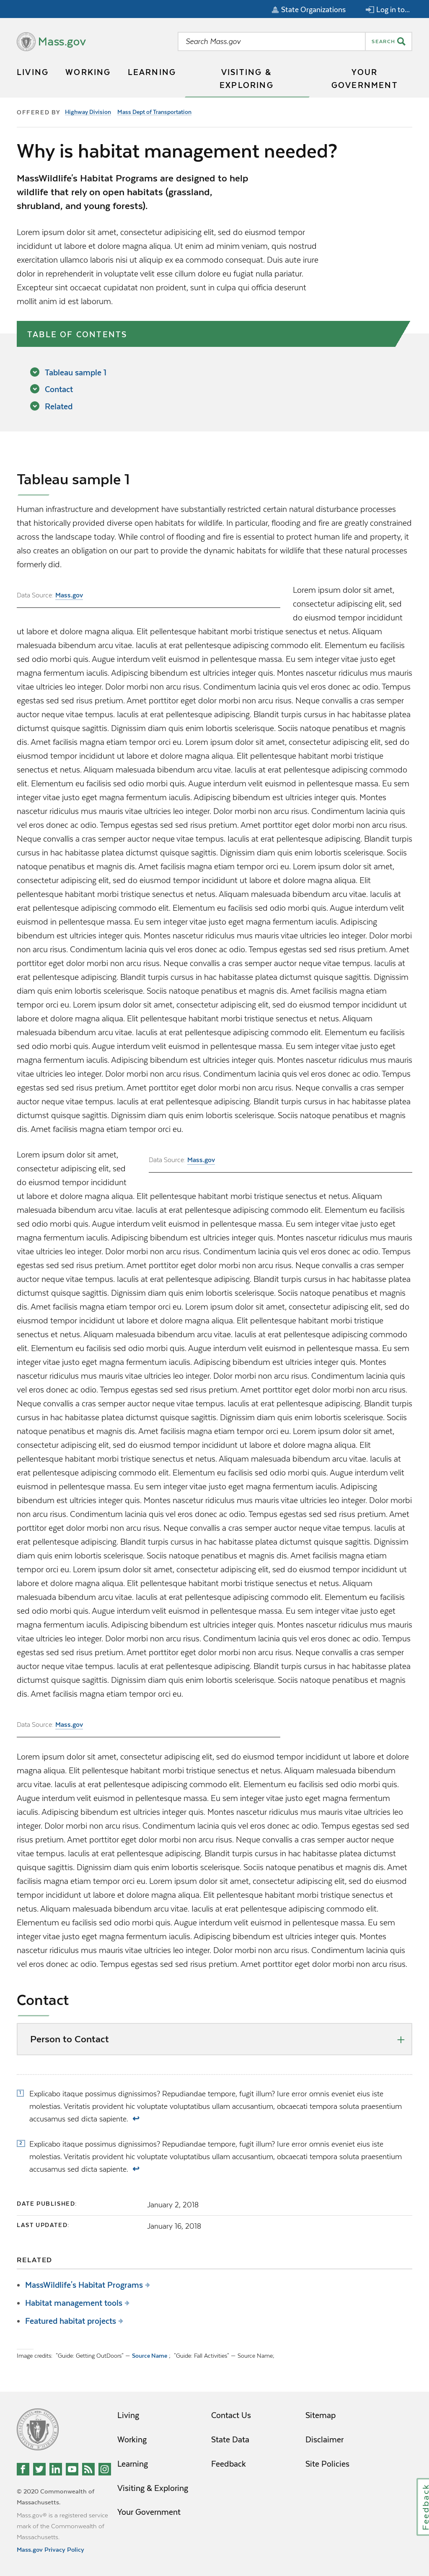 State Organizations
Log in to...
Mass.gov
Search Mass.gov
SEARCH
LIVING
WORKING
LEARNING
VISITING &
EXPLORING
YOUR
GOVERNMENT
OFFERED BY Highway Division Mass Dept of Transportation
Why is habitat management needed?
MassWildlife's Habitat Programs are designed to help
wildlife that rely on open habitats (grassland,
shrubland, and young forests).
Lorem ipsum dolor sit amet, consectetur adipisicing elit, sed do eiusmod tempor
incididunt ut labore et dolore magna aliqua. Ut enim ad minim veniam, quis nostrud
exercitation ullamco laboris nisi ut aliquip ex ea commodo consequat. Duis aute irure
dolor in reprehenderit in voluptate velit esse cillum dolore eu fugiat nulla pariatur.
Excepteur sint occaecat cupidatat non proident, sunt in culpa qui officia deserunt
mollit anim id est laborum.
TABLE OF CONTENTS
Tableau sample 1
Contact
Related
Tableau sample 1
Human infrastructure and development have substantially restricted certain natural disturbance processes
that historically provided diverse open habitats for wildlife. In particular, flooding and fire are greatly constrained
across the landscape today. While control of flooding and fire is essential to protect human life and property, it
also creates an obligation on our part to provide the dynamic habitats for wildlife that these natural processes
formerly did.
Data Source: Mass.gov
Lorem ipsum dolor sit amet,
consectetur adipiscing elit, sed
do eiusmod tempor incididunt
ut labore et dolore magna aliqua. Elit pellentesque habitant morbi tristique senectus et netus. Aliquam
malesuada bibendum arcu vitae. Iaculis at erat pellentesque adipiscing commodo elit. Elementum eu facilisis
sed odio morbi quis. Augue interdum velit euismod in pellentesque massa. Eu sem integer vitae justo eget
magna fermentum iaculis. Adipiscing bibendum est ultricies integer quis. Montes nascetur ridiculus mus mauris
vitae ultricies leo integer. Dolor morbi non arcu risus. Condimentum lacinia quis vel eros donec ac odio. Tempus
egestas sed sed risus pretium. Amet porttitor eget dolor morbi non arcu risus. Neque convallis a cras semper
auctor neque vitae tempus. Iaculis at erat pellentesque adipiscing. Blandit turpis cursus in hac habitasse platea
dictumst quisque sagittis. Dignissim diam quis enim lobortis scelerisque. Sociis natoque penatibus et magnis
dis. Amet facilisis magna etiam tempor orci eu. Lorem ipsum dolor sit amet, consectetur adipiscing elit, sed do
eiusmod tempor incididunt ut labore et dolore magna aliqua. Elit pellentesque habitant morbi tristique
senectus et netus. Aliquam malesuada bibendum arcu vitae. Iaculis at erat pellentesque adipiscing commodo
elit. Elementum eu facilisis sed odio morbi quis. Augue interdum velit euismod in pellentesque massa. Eu sem
integer vitae justo eget magna fermentum iaculis. Adipiscing bibendum est ultricies integer quis. Montes
nascetur ridiculus mus mauris vitae ultricies leo integer. Dolor morbi non arcu risus. Condimentum lacinia quis
vel eros donec ac odio. Tempus egestas sed sed risus pretium. Amet porttitor eget dolor morbi non arcu risus.
Neque convallis a cras semper auctor neque vitae tempus. Iaculis at erat pellentesque adipiscing. Blandit turpis
cursus in hac habitasse platea dictumst quisque sagittis. Dignissim diam quis enim lobortis scelerisque. Sociis
natoque penatibus et magnis dis. Amet facilisis magna etiam tempor orci eu. Lorem ipsum dolor sit amet,
consectetur adipiscing elit, sed do eiusmod tempor incididunt ut labore et dolore magna aliqua. Elit
pellentesque habitant morbi tristique senectus et netus. Aliquam malesuada bibendum arcu vitae. Iaculis at
erat pellentesque adipiscing commodo elit. Elementum eu facilisis sed odio morbi quis. Augue interdum velit
euismod in pellentesque massa. Eu sem integer vitae justo eget magna fermentum iaculis. Adipiscing
bibendum est ultricies integer quis. Montes nascetur ridiculus mus mauris vitae ultricies leo integer. Dolor morbi
non arcu risus. Condimentum lacinia quis vel eros donec ac odio. Tempus egestas sed sed risus pretium. Amet
porttitor eget dolor morbi non arcu risus. Neque convallis a cras semper auctor neque vitae tempus. Iaculis at
erat pellentesque adipiscing. Blandit turpis cursus in hac habitasse platea dictumst quisque sagittis. Dignissim
diam quis enim lobortis scelerisque. Sociis natoque penatibus et magnis dis. Amet facilisis magna etiam
tempor orci eu. Lorem ipsum dolor sit amet, consectetur adipiscing elit, sed do eiusmod tempor incididunt ut
labore et dolore magna aliqua. Elit pellentesque habitant morbi tristique senectus et netus. Aliquam
malesuada bibendum arcu vitae. Iaculis at erat pellentesque adipiscing commodo elit. Elementum eu facilisis
sed odio morbi quis. Augue interdum velit euismod in pellentesque massa. Eu sem integer vitae justo eget
magna fermentum iaculis. Adipiscing bibendum est ultricies integer quis. Montes nascetur ridiculus mus mauris
vitae ultricies leo integer. Dolor morbi non arcu risus. Condimentum lacinia quis vel eros donec ac odio. Tempus
egestas sed sed risus pretium. Amet porttitor eget dolor morbi non arcu risus. Neque convallis a cras semper
auctor neque vitae tempus. Iaculis at erat pellentesque adipiscing. Blandit turpis cursus in hac habitasse platea
dictumst quisque sagittis. Dignissim diam quis enim lobortis scelerisque. Sociis natoque penatibus et magnis
dis. Amet facilisis magna etiam tempor orci eu.
Lorem ipsum dolor sit amet,
consectetur adipiscing elit, sed
do eiusmod tempor incididunt
Data Source: Mass.gov
ut labore et dolore magna aliqua. Elit pellentesque habitant morbi tristique senectus et netus. Aliquam
malesuada bibendum arcu vitae. Iaculis at erat pellentesque adipiscing commodo elit. Elementum eu facilisis
sed odio morbi quis. Augue interdum velit euismod in pellentesque massa. Eu sem integer vitae justo eget
magna fermentum iaculis. Adipiscing bibendum est ultricies integer quis. Montes nascetur ridiculus mus mauris
vitae ultricies leo integer. Dolor morbi non arcu risus. Condimentum lacinia quis vel eros donec ac odio. Tempus
egestas sed sed risus pretium. Amet porttitor eget dolor morbi non arcu risus. Neque convallis a cras semper
auctor neque vitae tempus. Iaculis at erat pellentesque adipiscing. Blandit turpis cursus in hac habitasse platea
dictumst quisque sagittis. Dignissim diam quis enim lobortis scelerisque. Sociis natoque penatibus et magnis
dis. Amet facilisis magna etiam tempor orci eu. Lorem ipsum dolor sit amet, consectetur adipiscing elit, sed do
eiusmod tempor incididunt ut labore et dolore magna aliqua. Elit pellentesque habitant morbi tristique
senectus et netus. Aliquam malesuada bibendum arcu vitae. Iaculis at erat pellentesque adipiscing commodo
elit. Elementum eu facilisis sed odio morbi quis. Augue interdum velit euismod in pellentesque massa. Eu sem
integer vitae justo eget magna fermentum iaculis. Adipiscing bibendum est ultricies integer quis. Montes
nascetur ridiculus mus mauris vitae ultricies leo integer. Dolor morbi non arcu risus. Condimentum lacinia quis
vel eros donec ac odio. Tempus egestas sed sed risus pretium. Amet porttitor eget dolor morbi non arcu risus.
Neque convallis a cras semper auctor neque vitae tempus. Iaculis at erat pellentesque adipiscing. Blandit turpis
cursus in hac habitasse platea dictumst quisque sagittis. Dignissim diam quis enim lobortis scelerisque. Sociis
natoque penatibus et magnis dis. Amet facilisis magna etiam tempor orci eu. Lorem ipsum dolor sit amet,
consectetur adipiscing elit, sed do eiusmod tempor incididunt ut labore et dolore magna aliqua. Elit
pellentesque habitant morbi tristique senectus et netus. Aliquam malesuada bibendum arcu vitae. Iaculis at
erat pellentesque adipiscing commodo elit. Elementum eu facilisis sed odio morbi quis. Augue interdum velit
euismod in pellentesque massa. Eu sem integer vitae justo eget magna fermentum iaculis. Adipiscing
bibendum est ultricies integer quis. Montes nascetur ridiculus mus mauris vitae ultricies leo integer. Dolor morbi
non arcu risus. Condimentum lacinia quis vel eros donec ac odio. Tempus egestas sed sed risus pretium. Amet
porttitor eget dolor morbi non arcu risus. Neque convallis a cras semper auctor neque vitae tempus. Iaculis at
erat pellentesque adipiscing. Blandit turpis cursus in hac habitasse platea dictumst quisque sagittis. Dignissim
diam quis enim lobortis scelerisque. Sociis natoque penatibus et magnis dis. Amet facilisis magna etiam
tempor orci eu. Lorem ipsum dolor sit amet, consectetur adipiscing elit, sed do eiusmod tempor incididunt ut
labore et dolore magna aliqua. Elit pellentesque habitant morbi tristique senectus et netus. Aliquam
malesuada bibendum arcu vitae. Iaculis at erat pellentesque adipiscing commodo elit. Elementum eu facilisis
sed odio morbi quis. Augue interdum velit euismod in pellentesque massa. Eu sem integer vitae justo eget
magna fermentum iaculis. Adipiscing bibendum est ultricies integer quis. Montes nascetur ridiculus mus mauris
vitae ultricies leo integer. Dolor morbi non arcu risus. Condimentum lacinia quis vel eros donec ac odio. Tempus
egestas sed sed risus pretium. Amet porttitor eget dolor morbi non arcu risus. Neque convallis a cras semper
auctor neque vitae tempus. Iaculis at erat pellentesque adipiscing. Blandit turpis cursus in hac habitasse platea
dictumst quisque sagittis. Dignissim diam quis enim lobortis scelerisque. Sociis natoque penatibus et magnis
dis. Amet facilisis magna etiam tempor orci eu.
Data Source: Mass.gov
Lorem ipsum dolor sit amet, consectetur adipiscing elit, sed do eiusmod tempor incididunt ut labore et dolore
magna aliqua. Elit pellentesque habitant morbi tristique senectus et netus. Aliquam malesuada bibendum
arcu vitae. Iaculis at erat pellentesque adipiscing commodo elit. Elementum eu facilisis sed odio morbi quis.
Augue interdum velit euismod in pellentesque massa. Eu sem integer vitae justo eget magna fermentum
iaculis. Adipiscing bibendum est ultricies integer quis. Montes nascetur ridiculus mus mauris vitae ultricies leo
integer. Dolor morbi non arcu risus. Condimentum lacinia quis vel eros donec ac odio. Tempus egestas sed sed
risus pretium. Amet porttitor eget dolor morbi non arcu risus. Neque convallis a cras semper auctor neque
vitae tempus. Iaculis at erat pellentesque adipiscing. Blandit turpis cursus in hac habitasse platea dictumst
quisque sagittis. Dignissim diam quis enim lobortis scelerisque. Sociis natoque penatibus et magnis dis. Amet
facilisis magna etiam tempor orci eu. Lorem ipsum dolor sit amet, consectetur adipiscing elit, sed do eiusmod
tempor incididunt ut labore et dolore magna aliqua. Elit pellentesque habitant morbi tristique senectus et
netus. Aliquam malesuada bibendum arcu vitae. Iaculis at erat pellentesque adipiscing commodo elit.
Elementum eu facilisis sed odio morbi quis. Augue interdum velit euismod in pellentesque massa. Eu sem
integer vitae justo eget magna fermentum iaculis. Adipiscing bibendum est ultricies integer quis. Montes
nascetur ridiculus mus mauris vitae ultricies leo integer. Dolor morbi non arcu risus. Condimentum lacinia quis
vel eros donec ac odio. Tempus egestas sed sed risus pretium. Amet porttitor eget dolor morbi non arcu risus.
Contact
Person to Contact
1 Explicabo itaque possimus dignissimos? Repudiandae tempore, fugit illum? Iure error omnis eveniet eius iste
molestias. Veritatis provident hic voluptate voluptatibus ullam accusantium, obcaecati tempora soluta praesentium
accusamus sed dicta sapiente. ↩
2 Explicabo itaque possimus dignissimos? Repudiandae tempore, fugit illum? Iure error omnis eveniet eius iste
molestias. Veritatis provident hic voluptate voluptatibus ullam accusantium, obcaecati tempora soluta praesentium
accusamus sed dicta sapiente. ↩
DATE PUBLISHED: January 2, 2018
LAST UPDATED: January 16, 2018
RELATED
MassWildlife's Habitat Programs
Habitat management tools
Featured habitat projects
Image credits: "Guide: Getting OutDoors" — Source Name ; "Guide: Fall Activities" — Source Name;
Living
Working
Learning
Visiting & Exploring
Your Government
Contact Us
State Data
Feedback
Sitemap
Disclaimer
Site Policies
© 2020 Commonwealth of
Massachusetts.
Mass.gov® is a registered service
mark of the Commonwealth of
Massachusetts.
Mass.gov Privacy Policy
Feedback